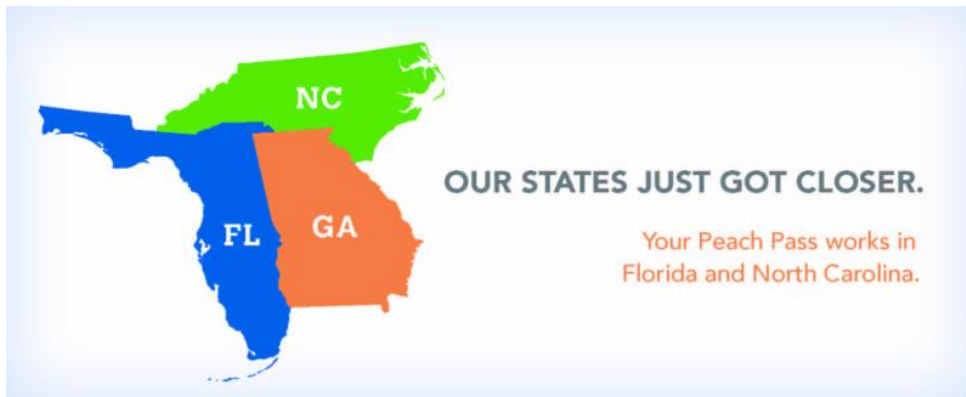 NC
FL
GA
OUR STATES JUST GOT CLOSER.
Your Peach Pass works in
Florida and North Carolina.